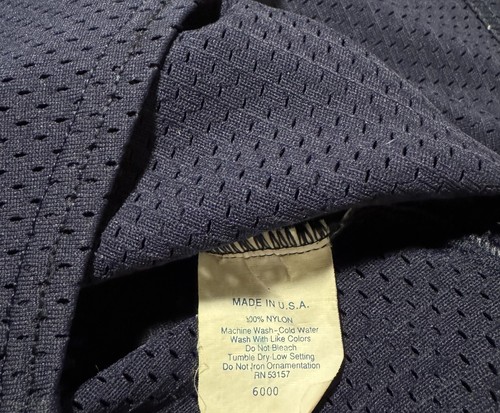 MADE IN U.S.A.
100% NYLON
Machine Wash-Cold Water
Wash With Like Colors
Do Not Bleach
Tumble Dry-Low Setting
Do Not Iron Ornamentation
RN 53157
6000